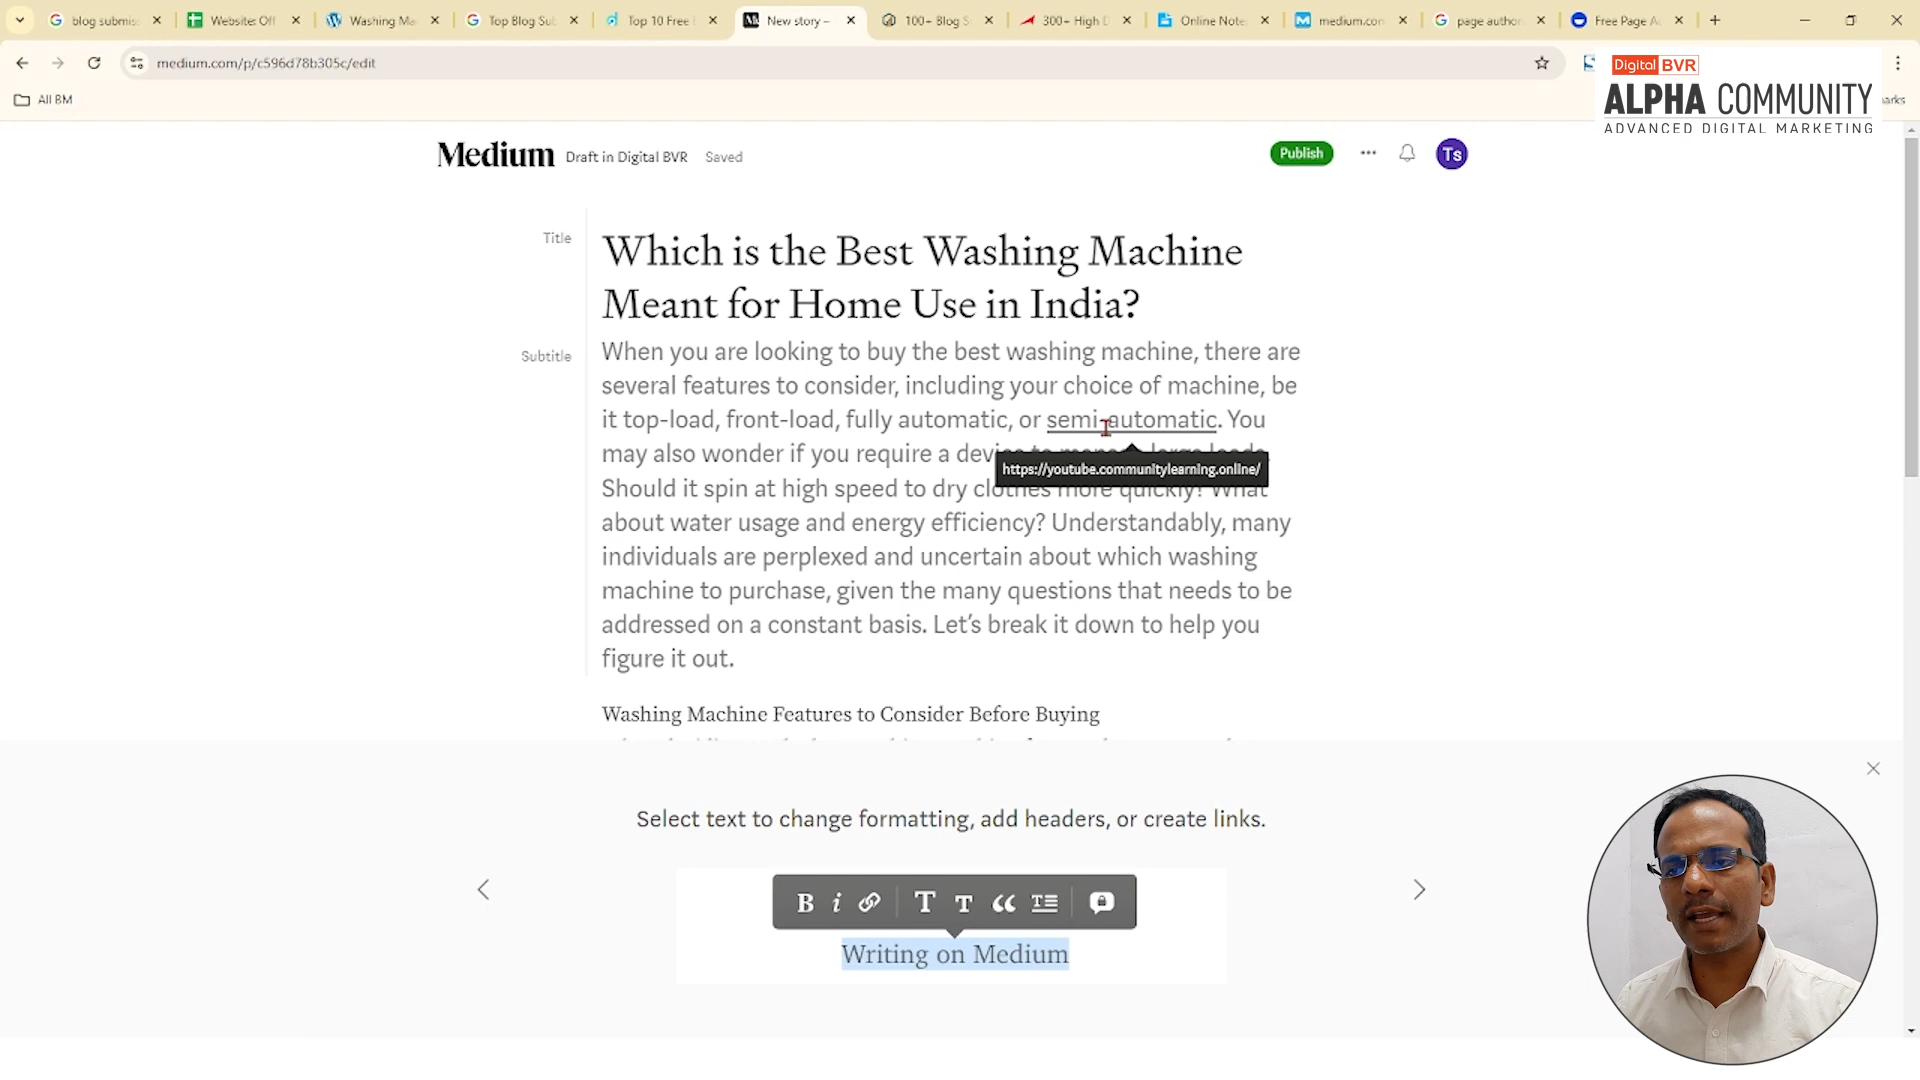 blog submis
Website: Off
Washing Ma
Top Blog Sub
Top 10 Free
New story –
100+ Blog S
300+ High D
Online Note
medium.com
page author
Free Page A
medium.com/p/c596d78b305c/edit
All BM
Digital BVR
ALPHA COMMUNITY
ADVANCED DIGITAL MARKETING
Medium
Draft in Digital BVR
Saved
Publish
Ts
Title
Which is the Best Washing Machine
Meant for Home Use in India?
Subtitle
When you are looking to buy the best washing machine, there are
several features to consider, including your choice of machine, be
it top-load, front-load, fully automatic, or semi-automatic. You
may also wonder if you require a device to manage large loads.
https://youtube.communitylearning.online/
Should it spin at high speed to dry clothes more quickly? What
about water usage and energy efficiency? Understandably, many
individuals are perplexed and uncertain about which washing
machine to purchase, given the many questions that needs to be
addressed on a constant basis. Let’s break it down to help you
figure it out.
Washing Machine Features to Consider Before Buying
Select text to change formatting, add headers, or create links.
B i T T
Writing on Medium